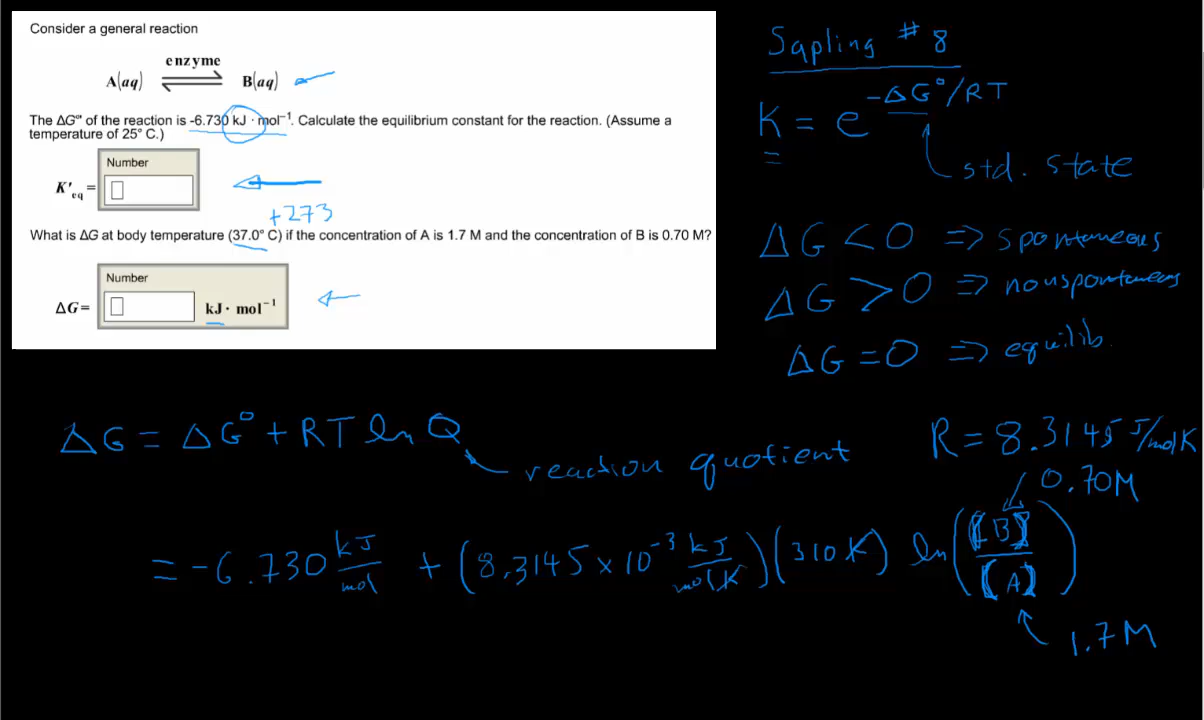 Consider a general reaction
enzyme
A(aq) ⇌ B(aq)
The ΔG°' of the reaction is -6.730 kJ · mol⁻¹. Calculate the equilibrium constant for the reaction. (Assume a
temperature of 25° C.)
Number
K'eq =
+273
What is ΔG at body temperature (37.0° C) if the concentration of A is 1.7 M and the concentration of B is 0.70 M?
Number
ΔG = kJ · mol⁻¹
Sapling #8
K = e^(-ΔG°/RT)
std. state
ΔG < 0 => spontaneous
ΔG > 0 => nonspontaneous
ΔG = 0 => equilib.
ΔG = ΔG° + RT ln Q
reaction quotient
R = 8.3145 J/molK
0.70M
= -6.730 kJ/mol + (8.3145 x 10⁻³ kJ/molK)(310K) ln([B]/[A])
1.7M